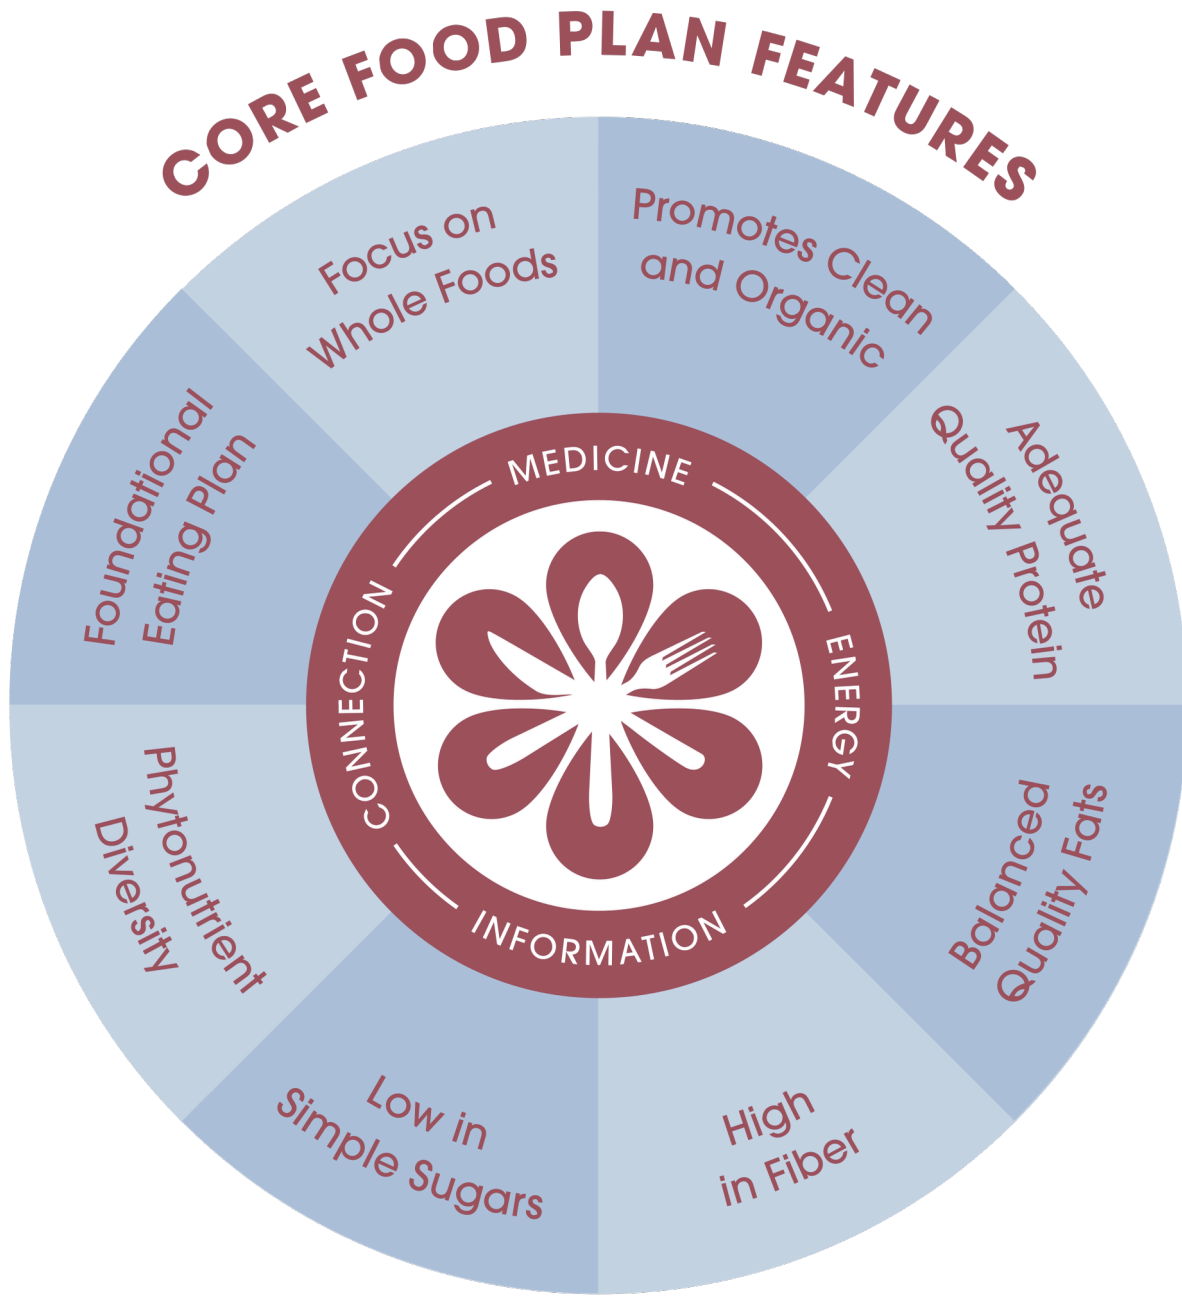 CORE FOOD PLAN FEATURES
Focus on
Whole Foods
Promotes Clean
and Organic
Adequate
Quality Protein
Balanced
Quality Fats
High
in Fiber
Low in
Simple Sugars
Phytonutrient
Diversity
Foundational
Eating Plan
MEDICINE
ENERGY
INFORMATION
CONNECTION